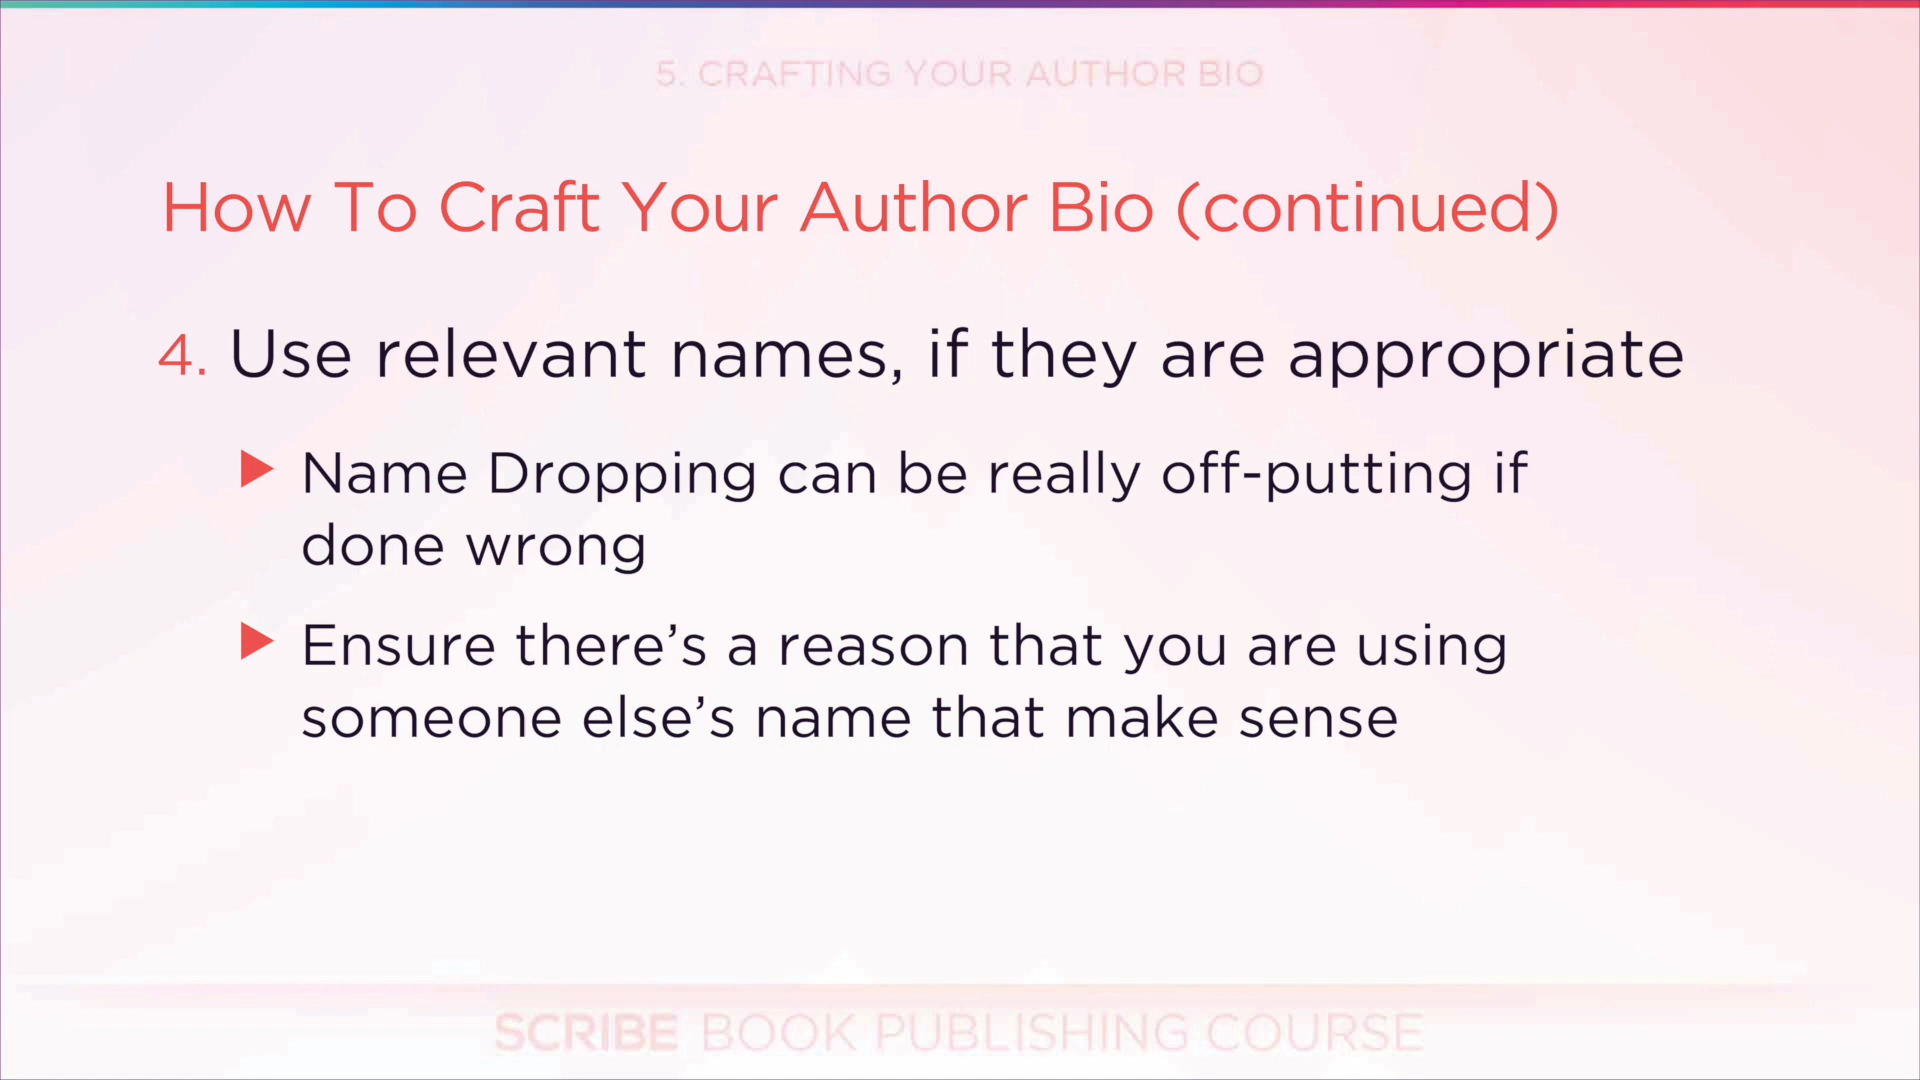 5. CRAFTING YOUR AUTHOR BIO
How To Craft Your Author Bio (continued)
4. Use relevant names, if they are appropriate
▶ Name Dropping can be really off-putting if
done wrong
▶ Ensure there’s a reason that you are using
someone else’s name that make sense
SCRIBE BOOK PUBLISHING COURSE